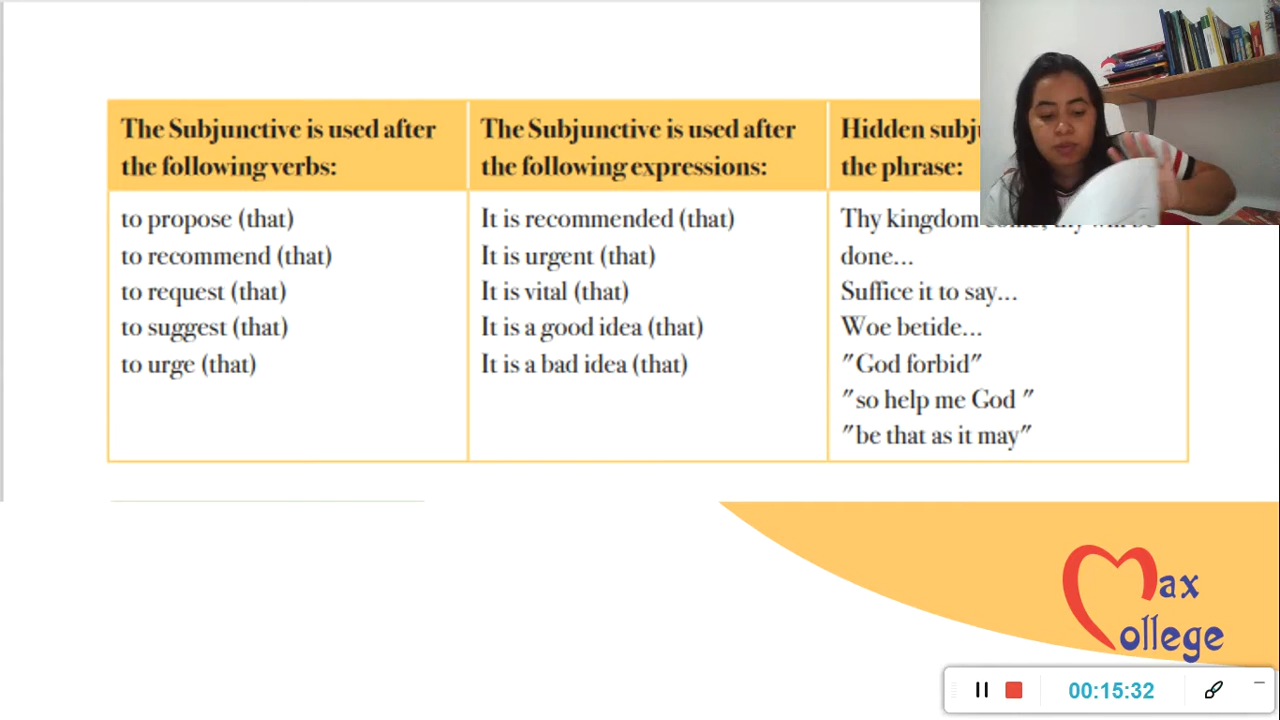 The Subjunctive is used after
the following verbs:
to propose (that)
to recommend (that)
to request (that)
to suggest (that)
to urge (that)
The Subjunctive is used after
the following expressions:
It is recommended (that)
It is urgent (that)
It is vital (that)
It is a good idea (that)
It is a bad idea (that)
Hidden
the phrase:
Thy kingdom
done...
Suffice it to say...
Woe betide...
"God forbid"
"so help me God "
"be that as it may"
Max
College
00:15:32